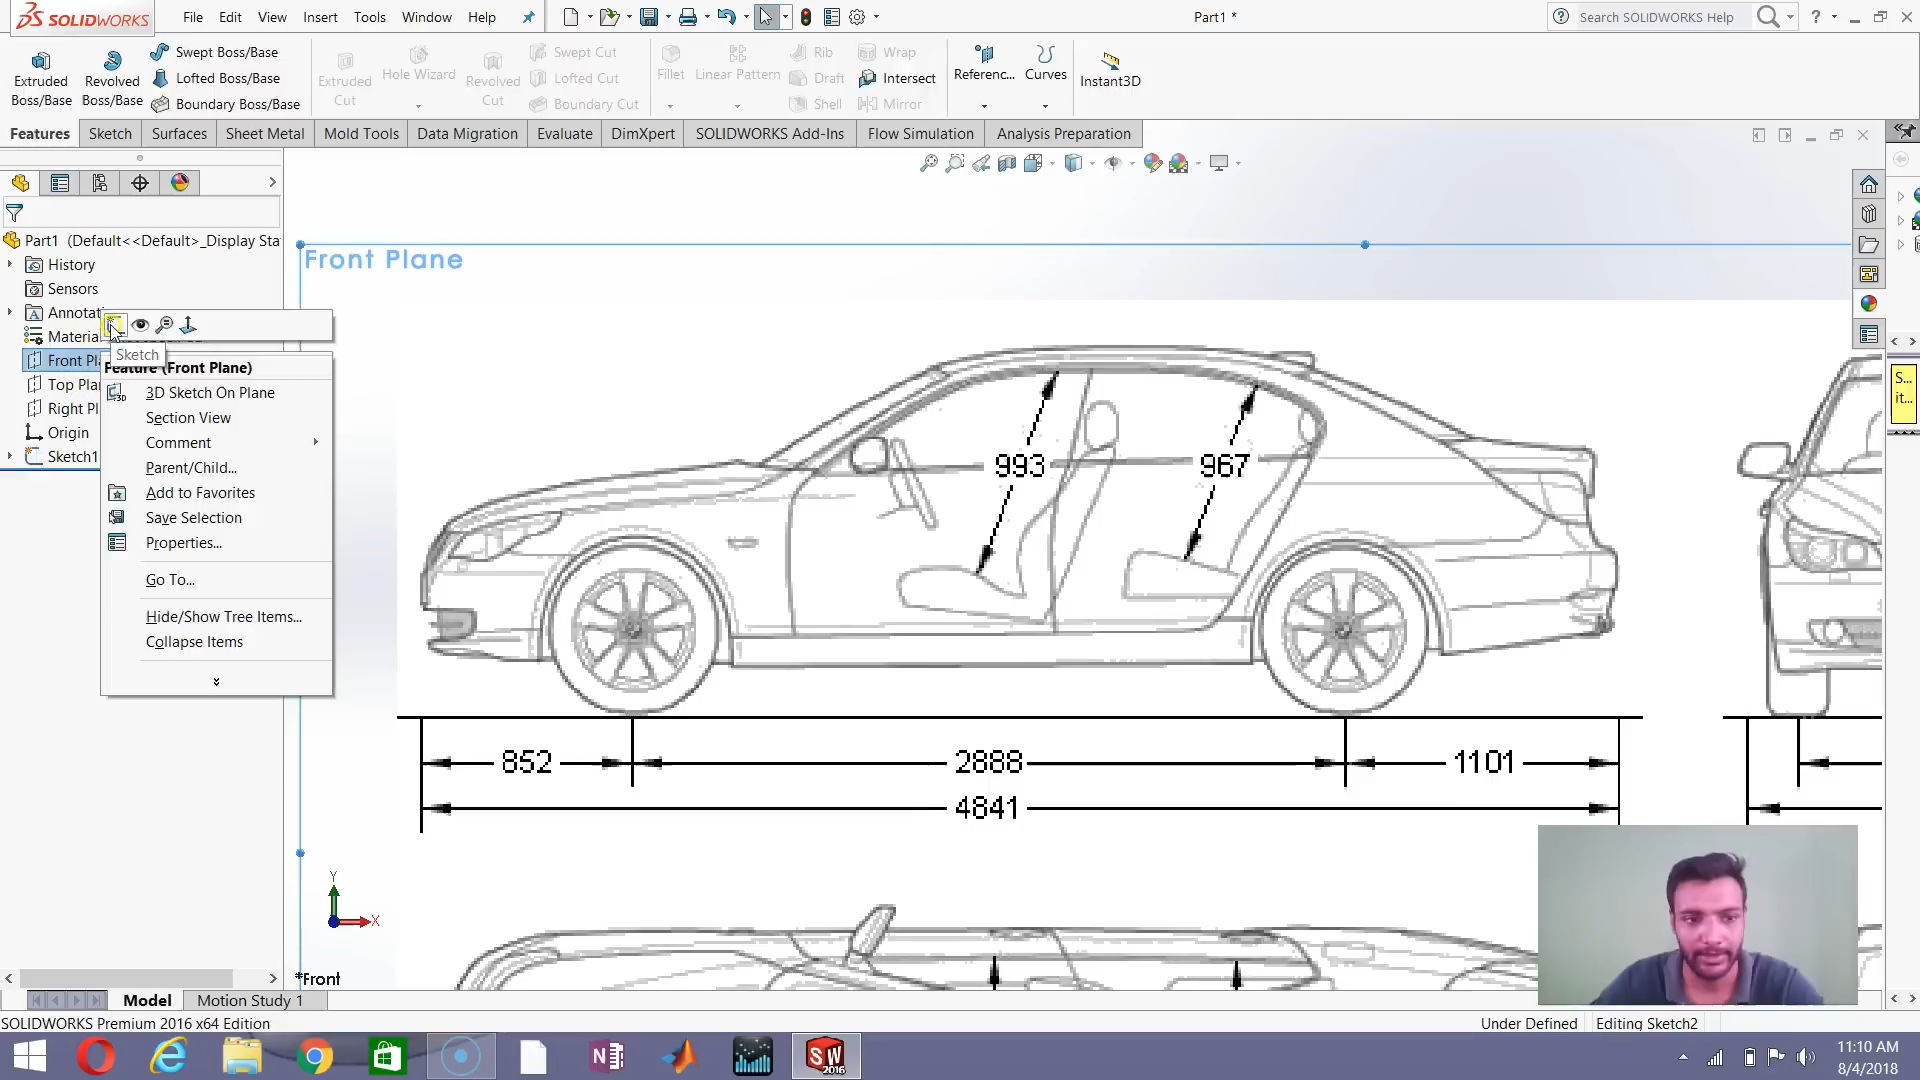 SOLIDWORKS File Edit View Insert Tools Window Help Part1 * Search SOLIDWORKS Help
Extruded Boss/Base Revolved Boss/Base Swept Boss/Base Extruded Cut Hole Wizard Revolved Cut Swept Cut Fillet Linear Pattern Rib Wrap Referenc... Curves Instant3D
Lofted Boss/Base Lofted Cut Draft Intersect
Boundary Boss/Base Boundary Cut Shell Mirror
Features Sketch Surfaces Sheet Metal Mold Tools Data Migration Evaluate DimXpert SOLIDWORKS Add-Ins Flow Simulation Analysis Preparation
Part1 (Default<<Default>_Display Sta
History
Sensors
Annotati
Material
Front Pla
Top Plan
Right Pl
Origin
Sketch1
Sketch
Feature (Front Plane)
3D Sketch On Plane
Section View
Comment
Parent/Child...
Add to Favorites
Save Selection
Properties...
Go To...
Hide/Show Tree Items...
Collapse Items
Front Plane
993 967
852 2888 1101
4841
S...
it...
Y
X
*Front
Model Motion Study 1
SOLIDWORKS Premium 2016 x64 Edition Under Defined Editing Sketch2
SW 2016
11:10 AM
8/4/2018